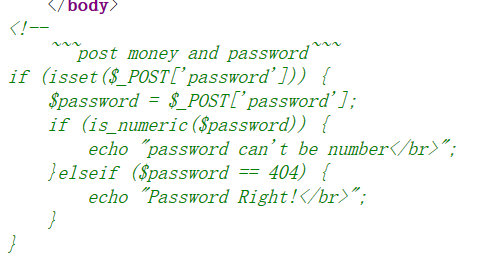 </body>
<!--
~~~post money and password~~~
if (isset($_POST['password'])) {
$password = $_POST['password'];
if (is_numeric($password)) {
echo "password can't be number</br>";
}elseif ($password == 404) {
echo "Password Right!</br>";
}
}